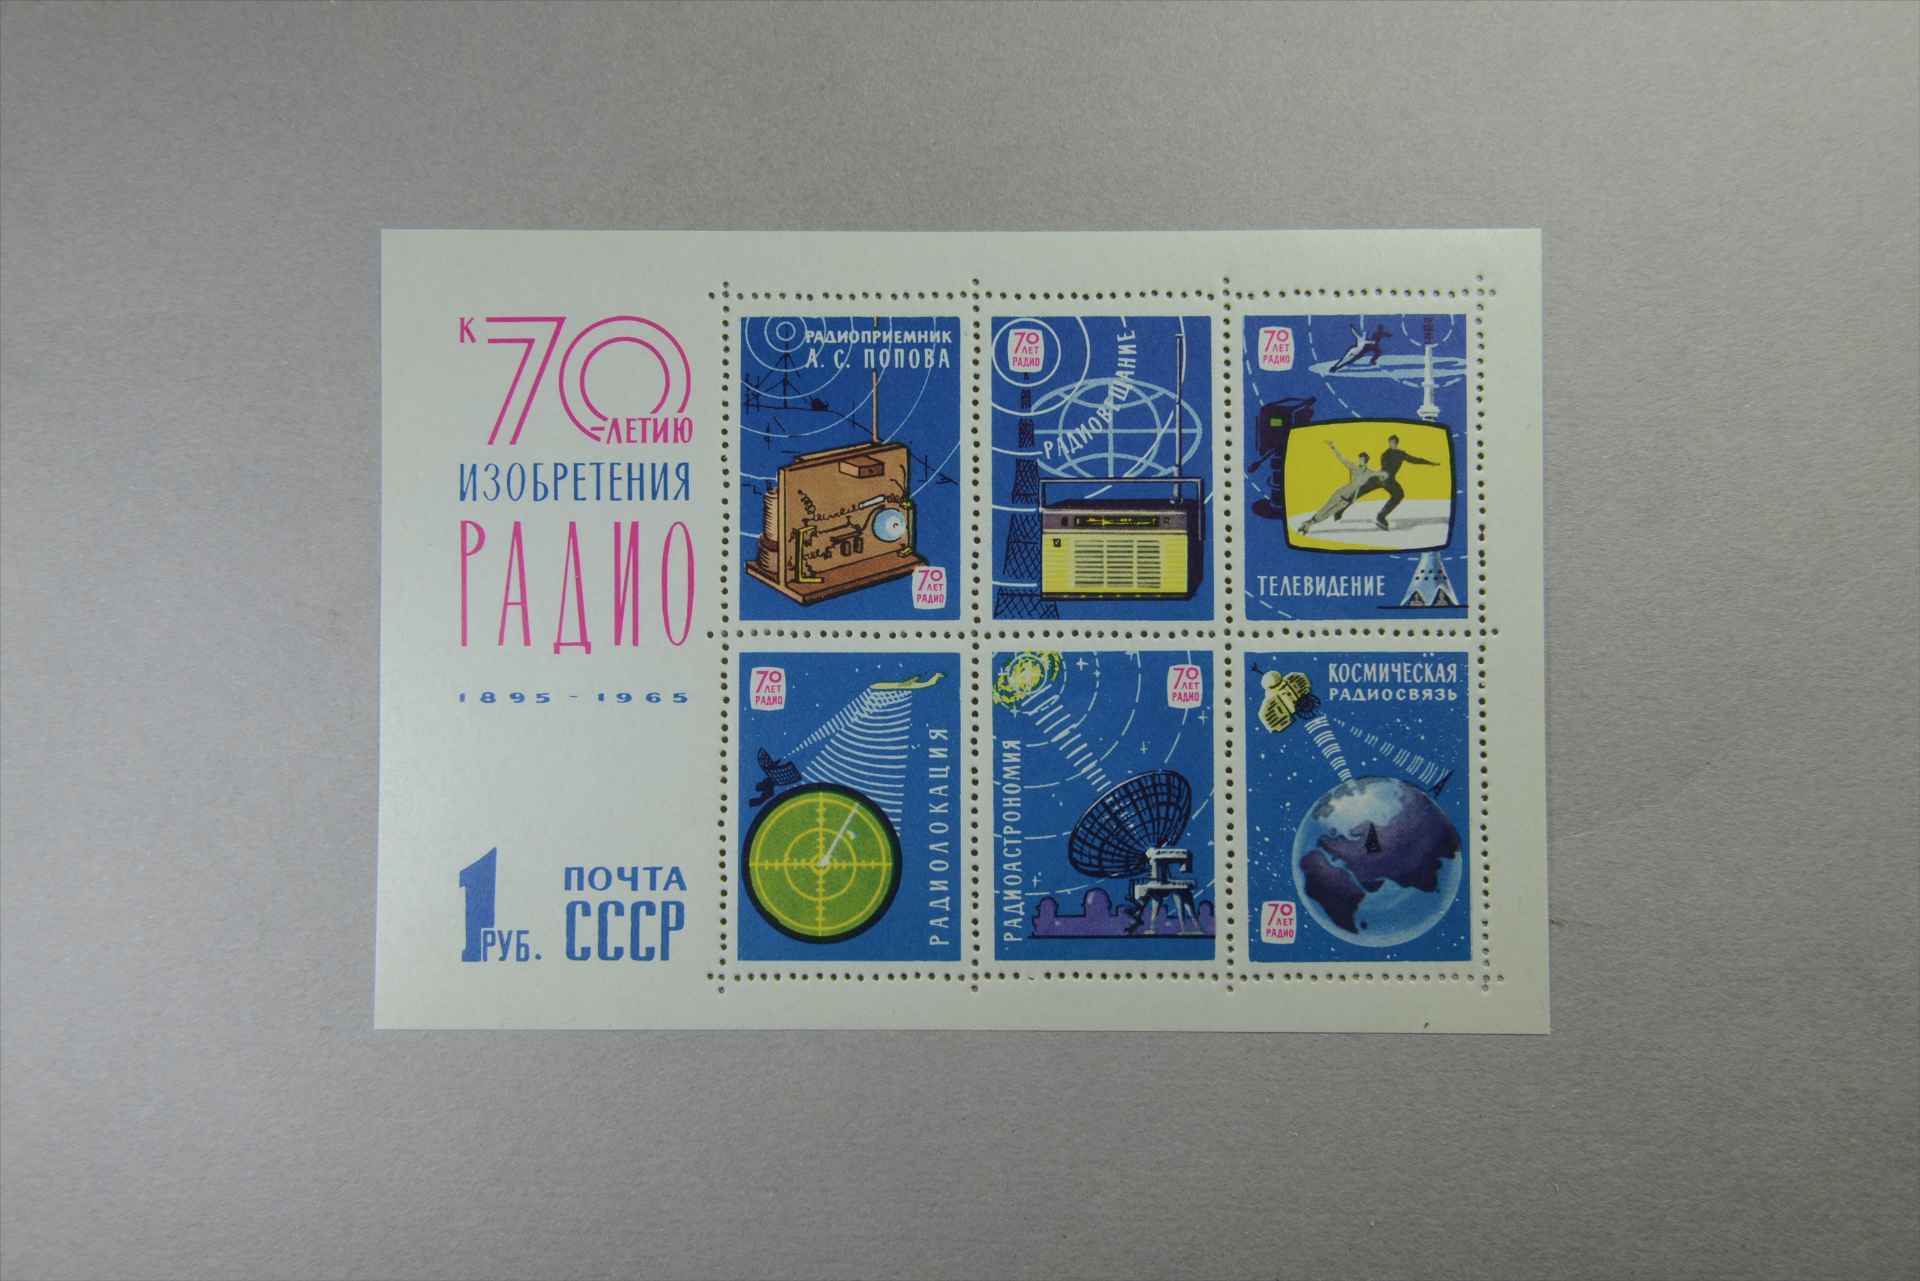 К 70
-ЛЕТИЮ
ИЗОБРЕТЕНИЯ
РАДИО
1895 - 1965
1 РУБ.
ПОЧТА
СССР
РАДИОПРИЕМНИК
А. С. ПОПОВА
70
ЛЕТ
РАДИО
70
ЛЕТ
РАДИО
РАДИОВЕЩАНИЕ
70
ЛЕТ
РАДИО
ТЕЛЕВИДЕНИЕ
70
ЛЕТ
РАДИО
РАДИОЛОКАЦИЯ
70
ЛЕТ
РАДИО
РАДИОАСТРОНОМИЯ
КОСМИЧЕСКАЯ
РАДИОСВЯЗЬ
70
ЛЕТ
РАДИО